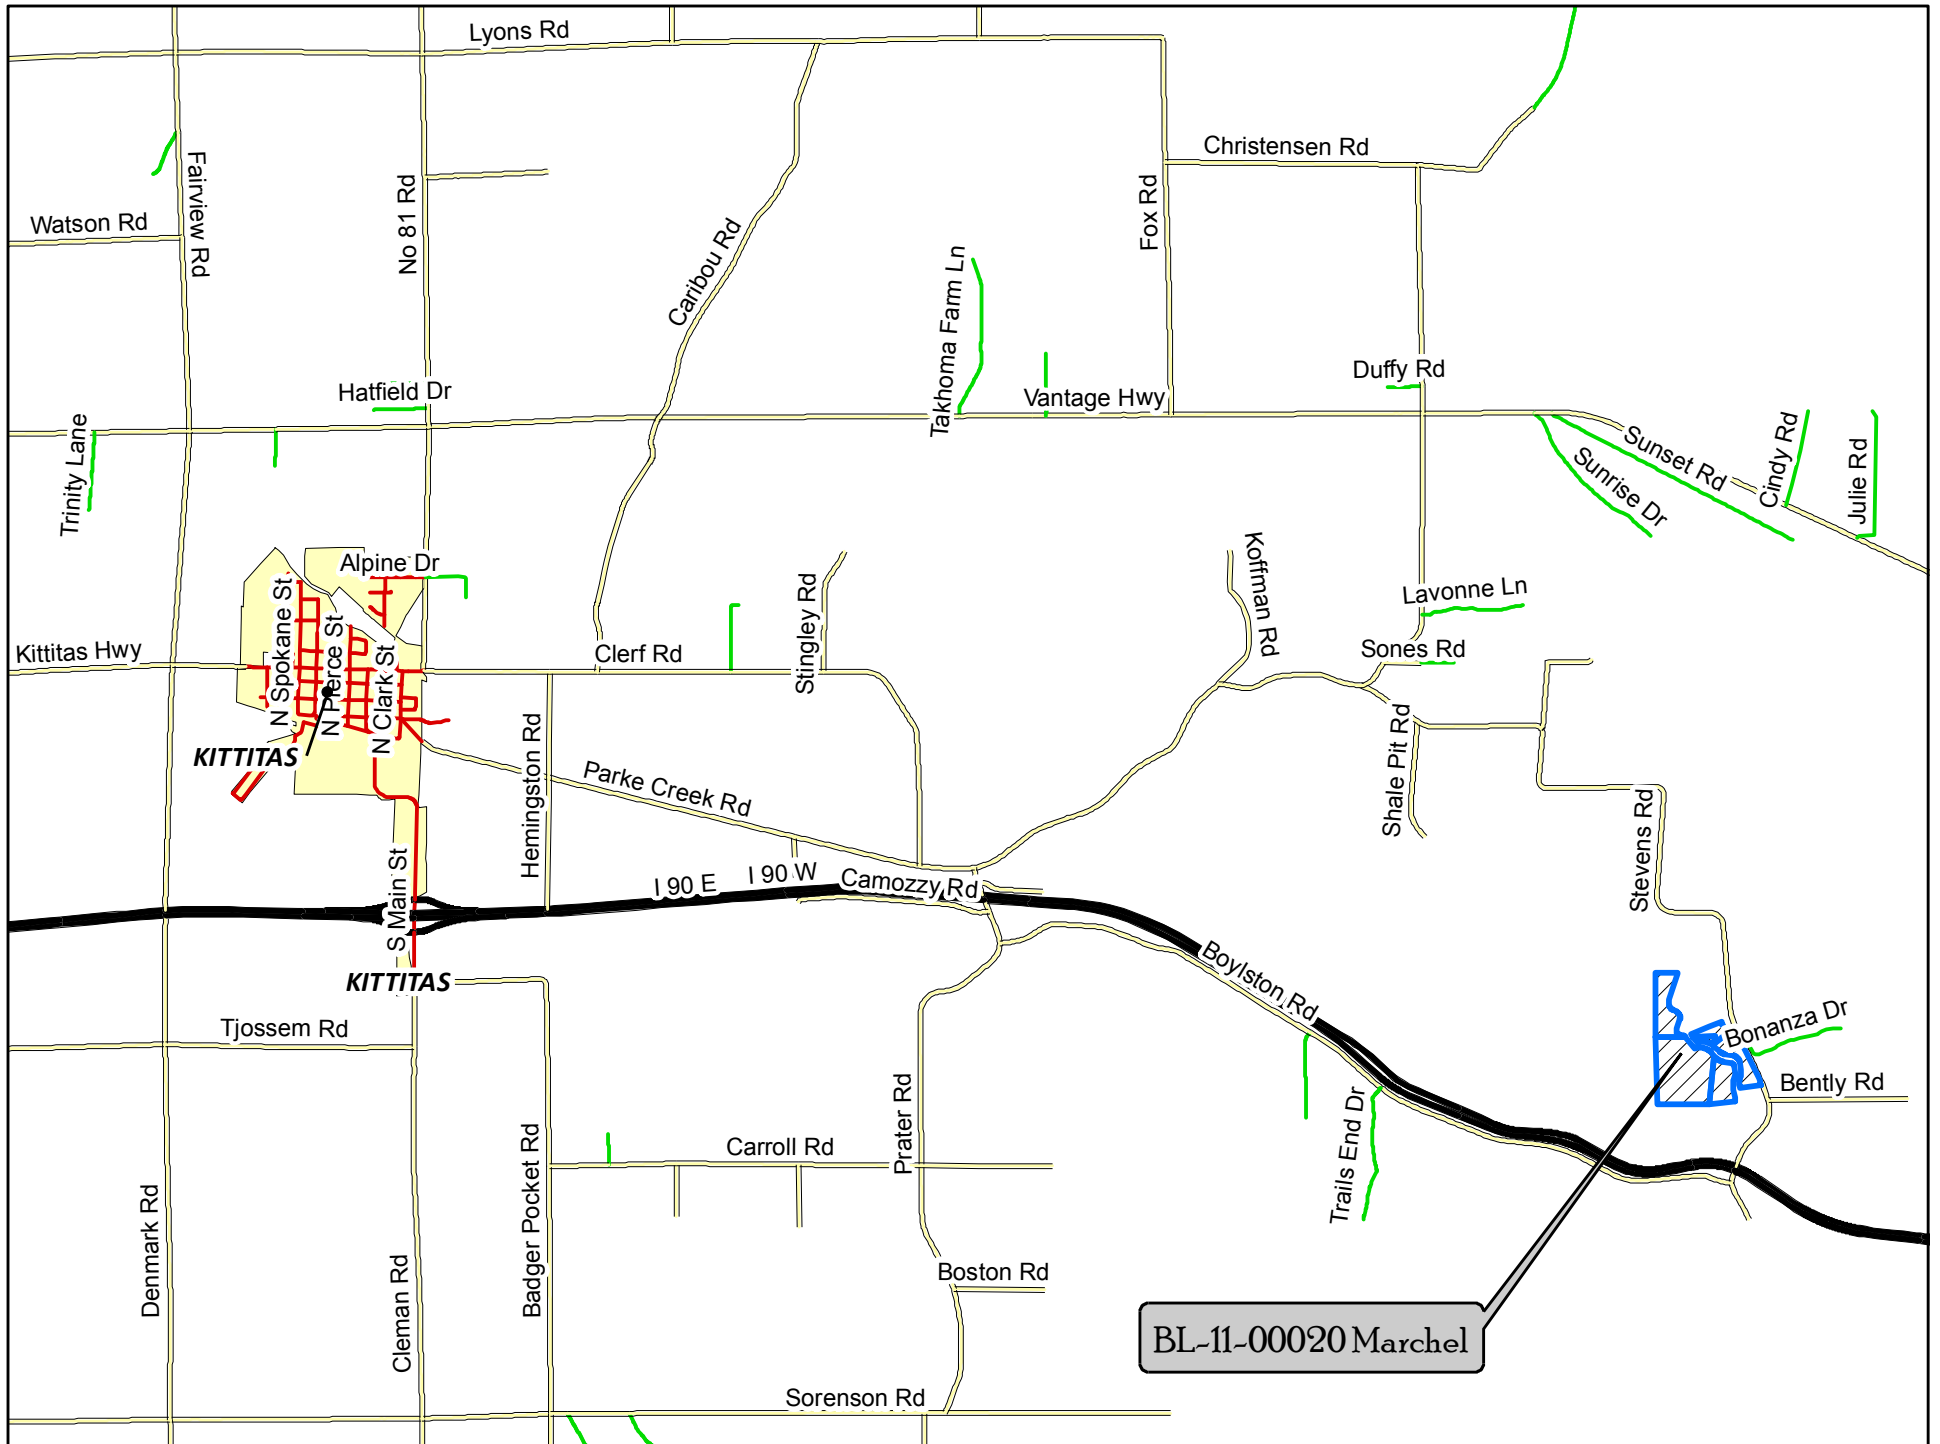 Lyons Rd
Christensen Rd
Fairview Rd
Watson Rd
No 81 Rd
Fox Rd
Caribou Rd
Takhoma Farm Ln
Duffy Rd
Hatfield Dr
Vantage Hwy
Trinity Lane
Sunset Rd
Cindy Rd
Julie Rd
Sunrise Dr
Alpine Dr
Koffman Rd
Lavonne Ln
N Spokane St
N Pierce St
N Clark St
Stingley Rd
Kittitas Hwy
Clerf Rd
Sones Rd
KITTITAS
Hemingston Rd
Parke Creek Rd
Shale Pit Rd
Stevens Rd
S Main St
I 90 E
I 90 W
Camozzy Rd
Boylston Rd
KITTITAS
Tjossem Rd
Bonanza Dr
Bently Rd
Prater Rd
Trails End Dr
Carroll Rd
Badger Pocket Rd
Denmark Rd
Cleman Rd
Boston Rd
BL-11-00020 Marchel
Sorenson Rd